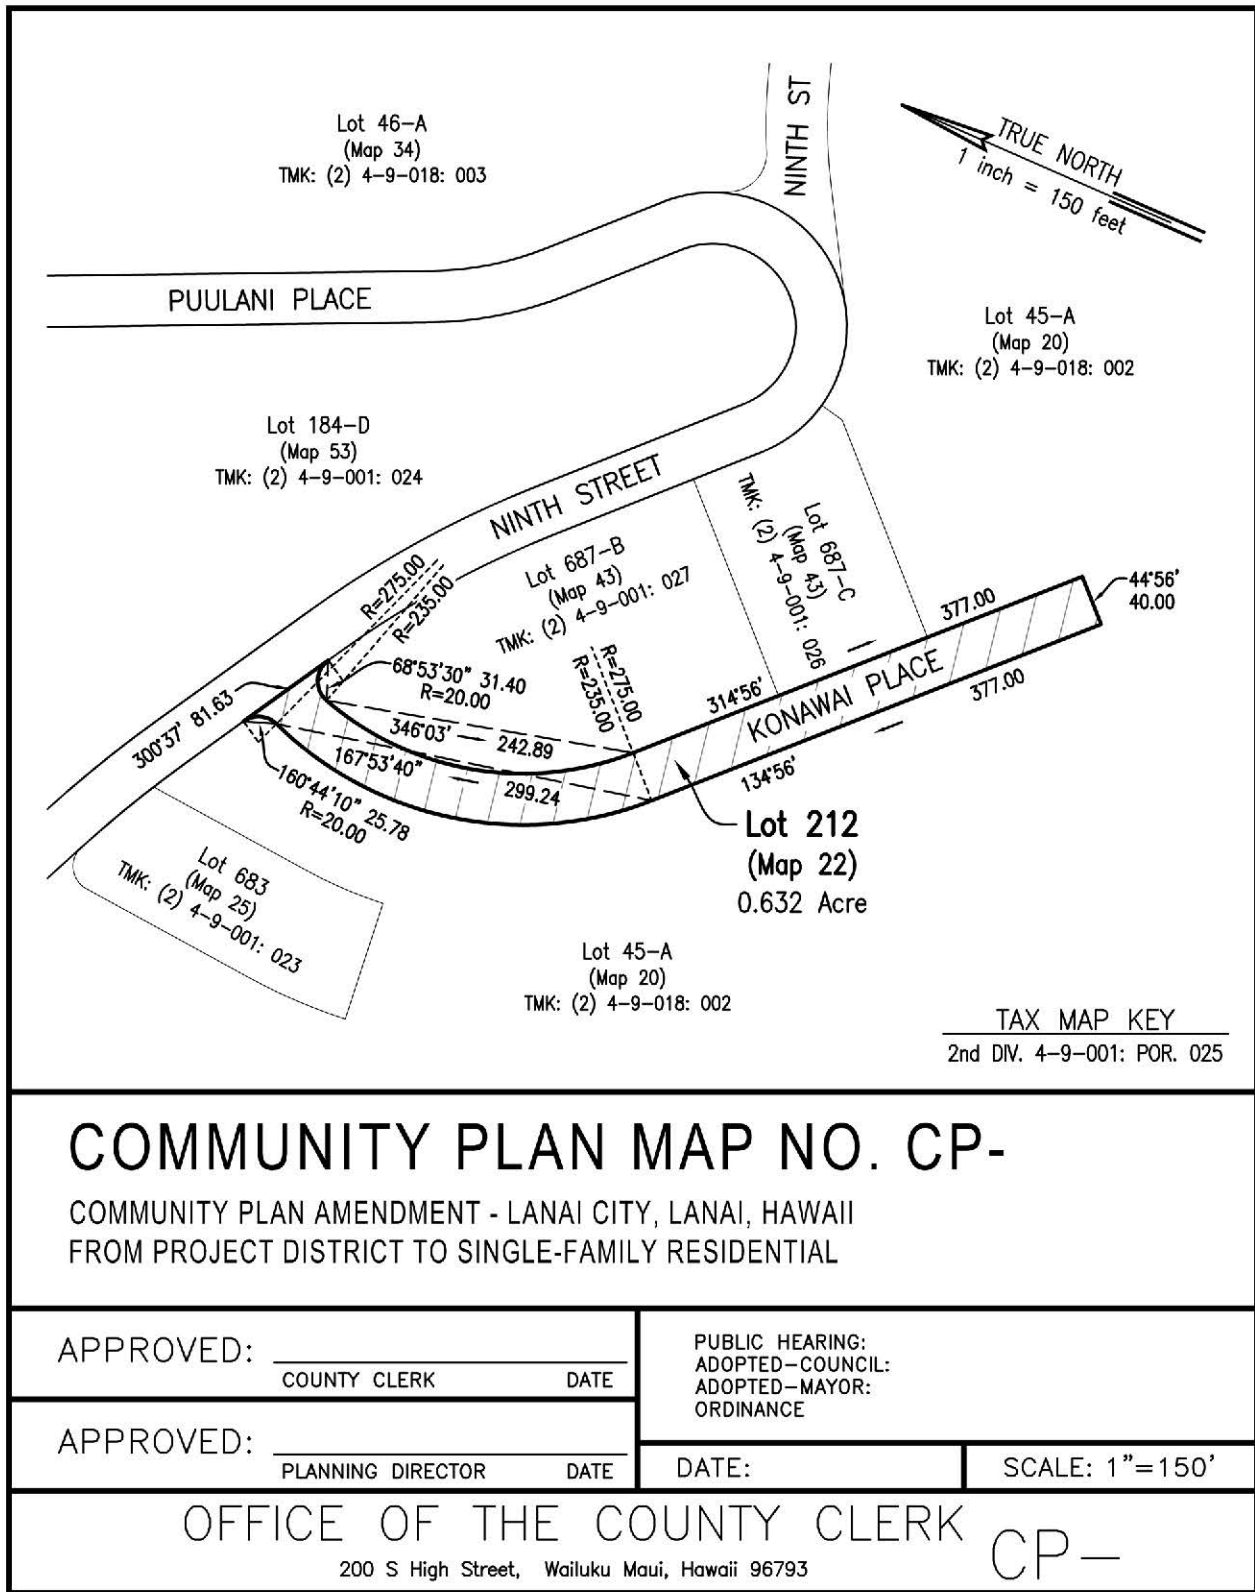 Lot 46-A
(Map 34)
TMK: (2) 4-9-018: 003
NINTH ST
TRUE NORTH
1 inch = 150 feet
PUULANI PLACE
Lot 45-A
(Map 20)
TMK: (2) 4-9-018: 002
Lot 184-D
(Map 53)
TMK: (2) 4-9-001: 024
NINTH STREET
R=275.00
R=235.00
Lot 687-B
(Map 43)
TMK: (2) 4-9-001: 027
Lot 687-C
(Map 43)
TMK: (2) 4-9-001: 026
377.00
44°56'
40.00
68°53'30" 31.40
R=20.00
R=275.00
R=235.00
314°56'
KONAWAI PLACE
377.00
300°37' 81.63
346°03' — 242.89
167°53'40"
299.24
134°56'
160°44'10" 25.78
R=20.00
Lot 212
(Map 22)
0.632 Acre
Lot 683
(Map 25)
TMK: (2) 4-9-001: 023
Lot 45-A
(Map 20)
TMK: (2) 4-9-018: 002
TAX MAP KEY
2nd DIV. 4-9-001: POR. 025
COMMUNITY PLAN MAP NO. CP-
COMMUNITY PLAN AMENDMENT - LANAI CITY, LANAI, HAWAII
FROM PROJECT DISTRICT TO SINGLE-FAMILY RESIDENTIAL
APPROVED:
COUNTY CLERK DATE
APPROVED:
PLANNING DIRECTOR DATE
PUBLIC HEARING:
ADOPTED-COUNCIL:
ADOPTED-MAYOR:
ORDINANCE
DATE:
SCALE: 1"=150'
OFFICE OF THE COUNTY CLERK
200 S High Street, Wailuku Maui, Hawaii 96793
CP-